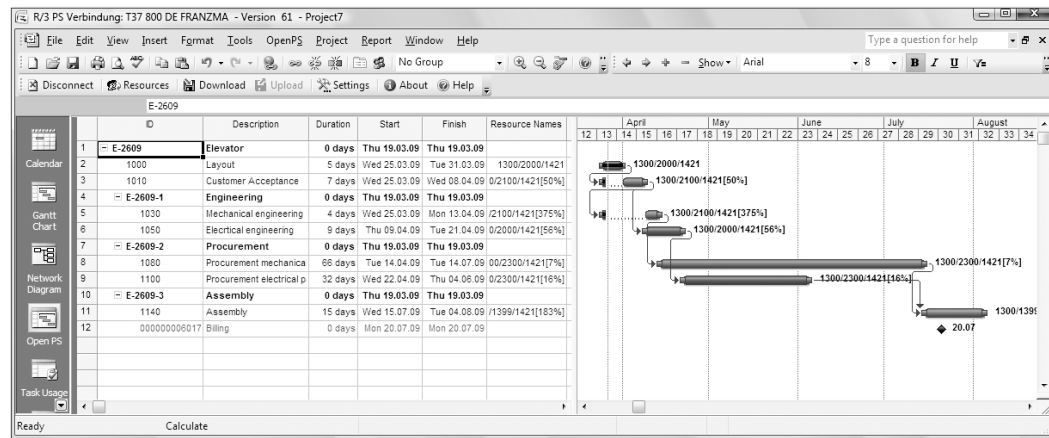 R/3 PS Verbindung: T37 800 DE FRANZMA - Version 61 - Project7
File Edit View Insert Format Tools OpenPS Project Report Window Help Type a question for help
No Group Show Arial 8 B I U
Disconnect Resources Download Upload Settings About Help
E-2609
ID Description Duration Start Finish Resource Names April May June July August
12 13 14 15 16 17 18 19 20 21 22 23 24 25 26 27 28 29 30 31 32 33 34
1 E-2609 Elevator 0 days Thu 19.03.09 Thu 19.03.09
Calendar 2 1000 Layout 5 days Wed 25.03.09 Tue 31.03.09 1300/2000/1421 1300/2000/1421
3 1010 Customer Acceptance 7 days Wed 25.03.09 Wed 08.04.09 0/2100/1421[50%] 1300/2100/1421[50%]
4 E-2609-1 Engineering 0 days Thu 19.03.09 Thu 19.03.09
Gantt Chart 5 1030 Mechanical engineering 4 days Wed 25.03.09 Mon 13.04.09 /2100/1421[375%] 1300/2100/1421[375%]
6 1050 Elecrtical engineering 9 days Thu 09.04.09 Tue 21.04.09 0/2000/1421[56%] 1300/2000/1421[56%]
7 E-2609-2 Procurement 0 days Thu 19.03.09 Thu 19.03.09
8 1080 Procurement mechanica 66 days Tue 14.04.09 Tue 14.07.09 00/2300/1421[7%] 1300/2300/1421[7%]
Network Diagram 9 1100 Procurement electrical p 32 days Wed 22.04.09 Thu 04.06.09 0/2300/1421[16%] 1300/2300/1421[16%]
10 E-2609-3 Assembly 0 days Thu 19.03.09 Thu 19.03.09
11 1140 Assembly 15 days Wed 15.07.09 Tue 04.08.09 /1399/1421[183%] 1300/1399
Open PS 12 000000006017 Billing 0 days Mon 20.07.09 Mon 20.07.09 20.07
Task Usage
Ready Calculate